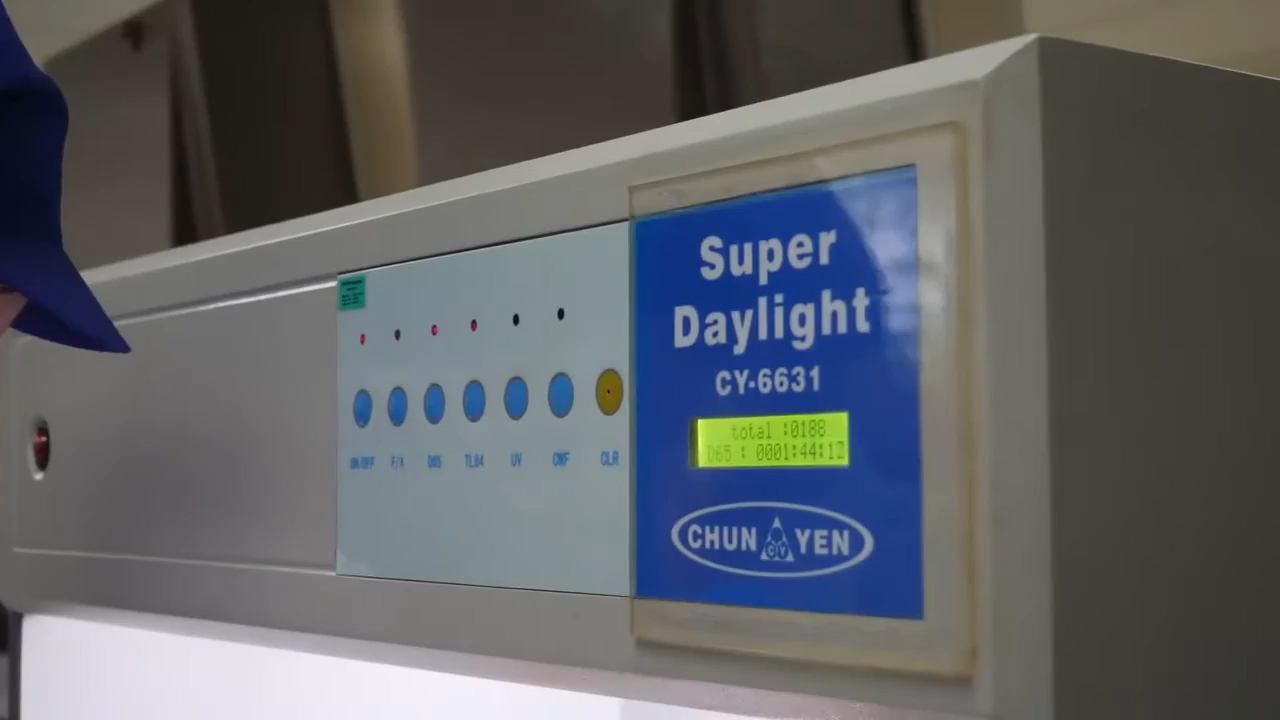 Super
Daylight
CY-6631
total :0188
D65 : 0001:44:1
CHUN CY YEN
ON/OFF F/A D65 TL84 UV CWF CLR